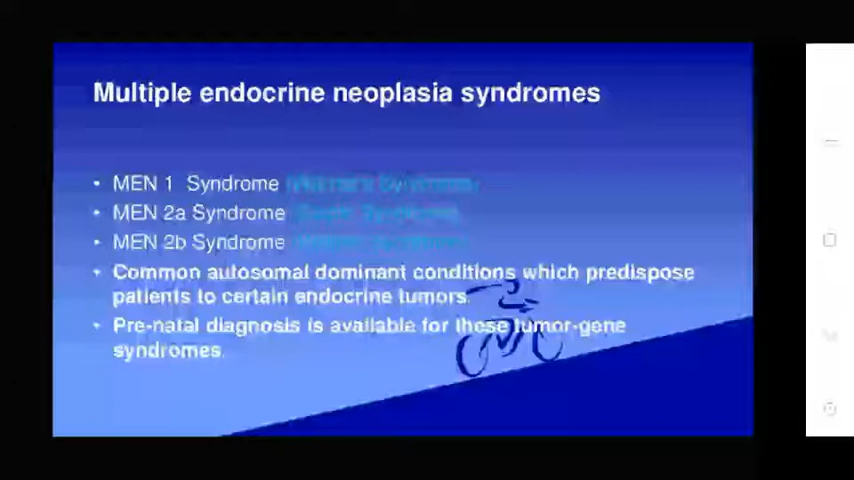 Multiple endocrine neoplasia syndromes
• MEN 1 Syndrome
• MEN 2a Syndrome
• MEN 2b Syndrome
• Common autosomal dominant conditions which predispose
patients to certain endocrine tumors.
• Pre-natal diagnosis is available for these tumor-gene
syndromes.